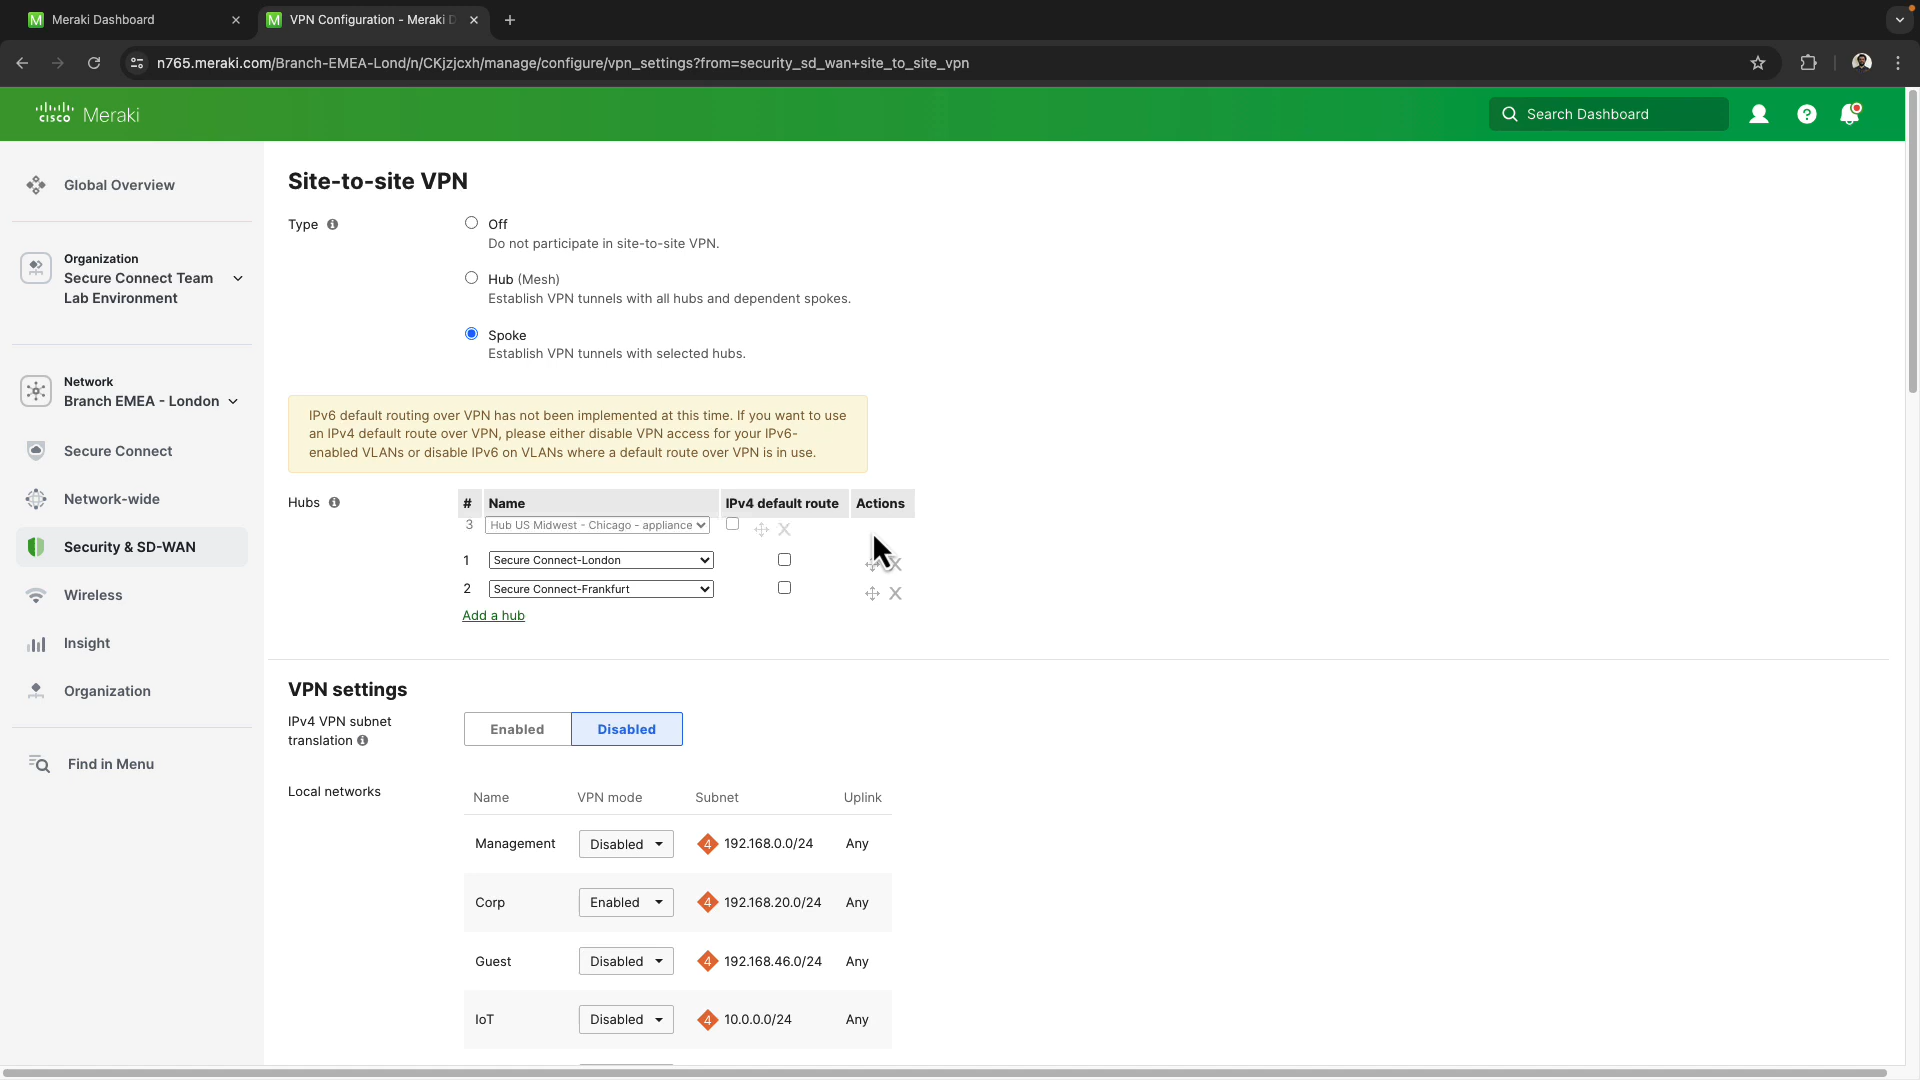 Meraki Dashboard
VPN Configuration - Meraki D
n765.meraki.com/Branch-EMEA-Lond/n/CKjzjcxh/manage/configure/vpn_settings?from=security_sd_wan+site_to_site_vpn
CISCO Meraki
Search Dashboard
Global Overview
Organization
Secure Connect Team
Lab Environment
Network
Branch EMEA - London
Secure Connect
Network-wide
Security & SD-WAN
Wireless
Insight
Organization
Find in Menu
Site-to-site VPN
Type
Off
Do not participate in site-to-site VPN.
Hub (Mesh)
Establish VPN tunnels with all hubs and dependent spokes.
Spoke
Establish VPN tunnels with selected hubs.
IPv6 default routing over VPN has not been implemented at this time. If you want to use
an IPv4 default route over VPN, please either disable VPN access for your IPv6-
enabled VLANs or disable IPv6 on VLANs where a default route over VPN is in use.
Hubs
# Name IPv4 default route Actions
3 Hub US Midwest - Chicago - appliance
1 Secure Connect-London
2 Secure Connect-Frankfurt
Add a hub
VPN settings
IPv4 VPN subnet
translation
Enabled Disabled
Local networks
Name VPN mode Subnet Uplink
Management Disabled 4 192.168.0.0/24 Any
Corp Enabled 4 192.168.20.0/24 Any
Guest Disabled 4 192.168.46.0/24 Any
IoT Disabled 4 10.0.0.0/24 Any